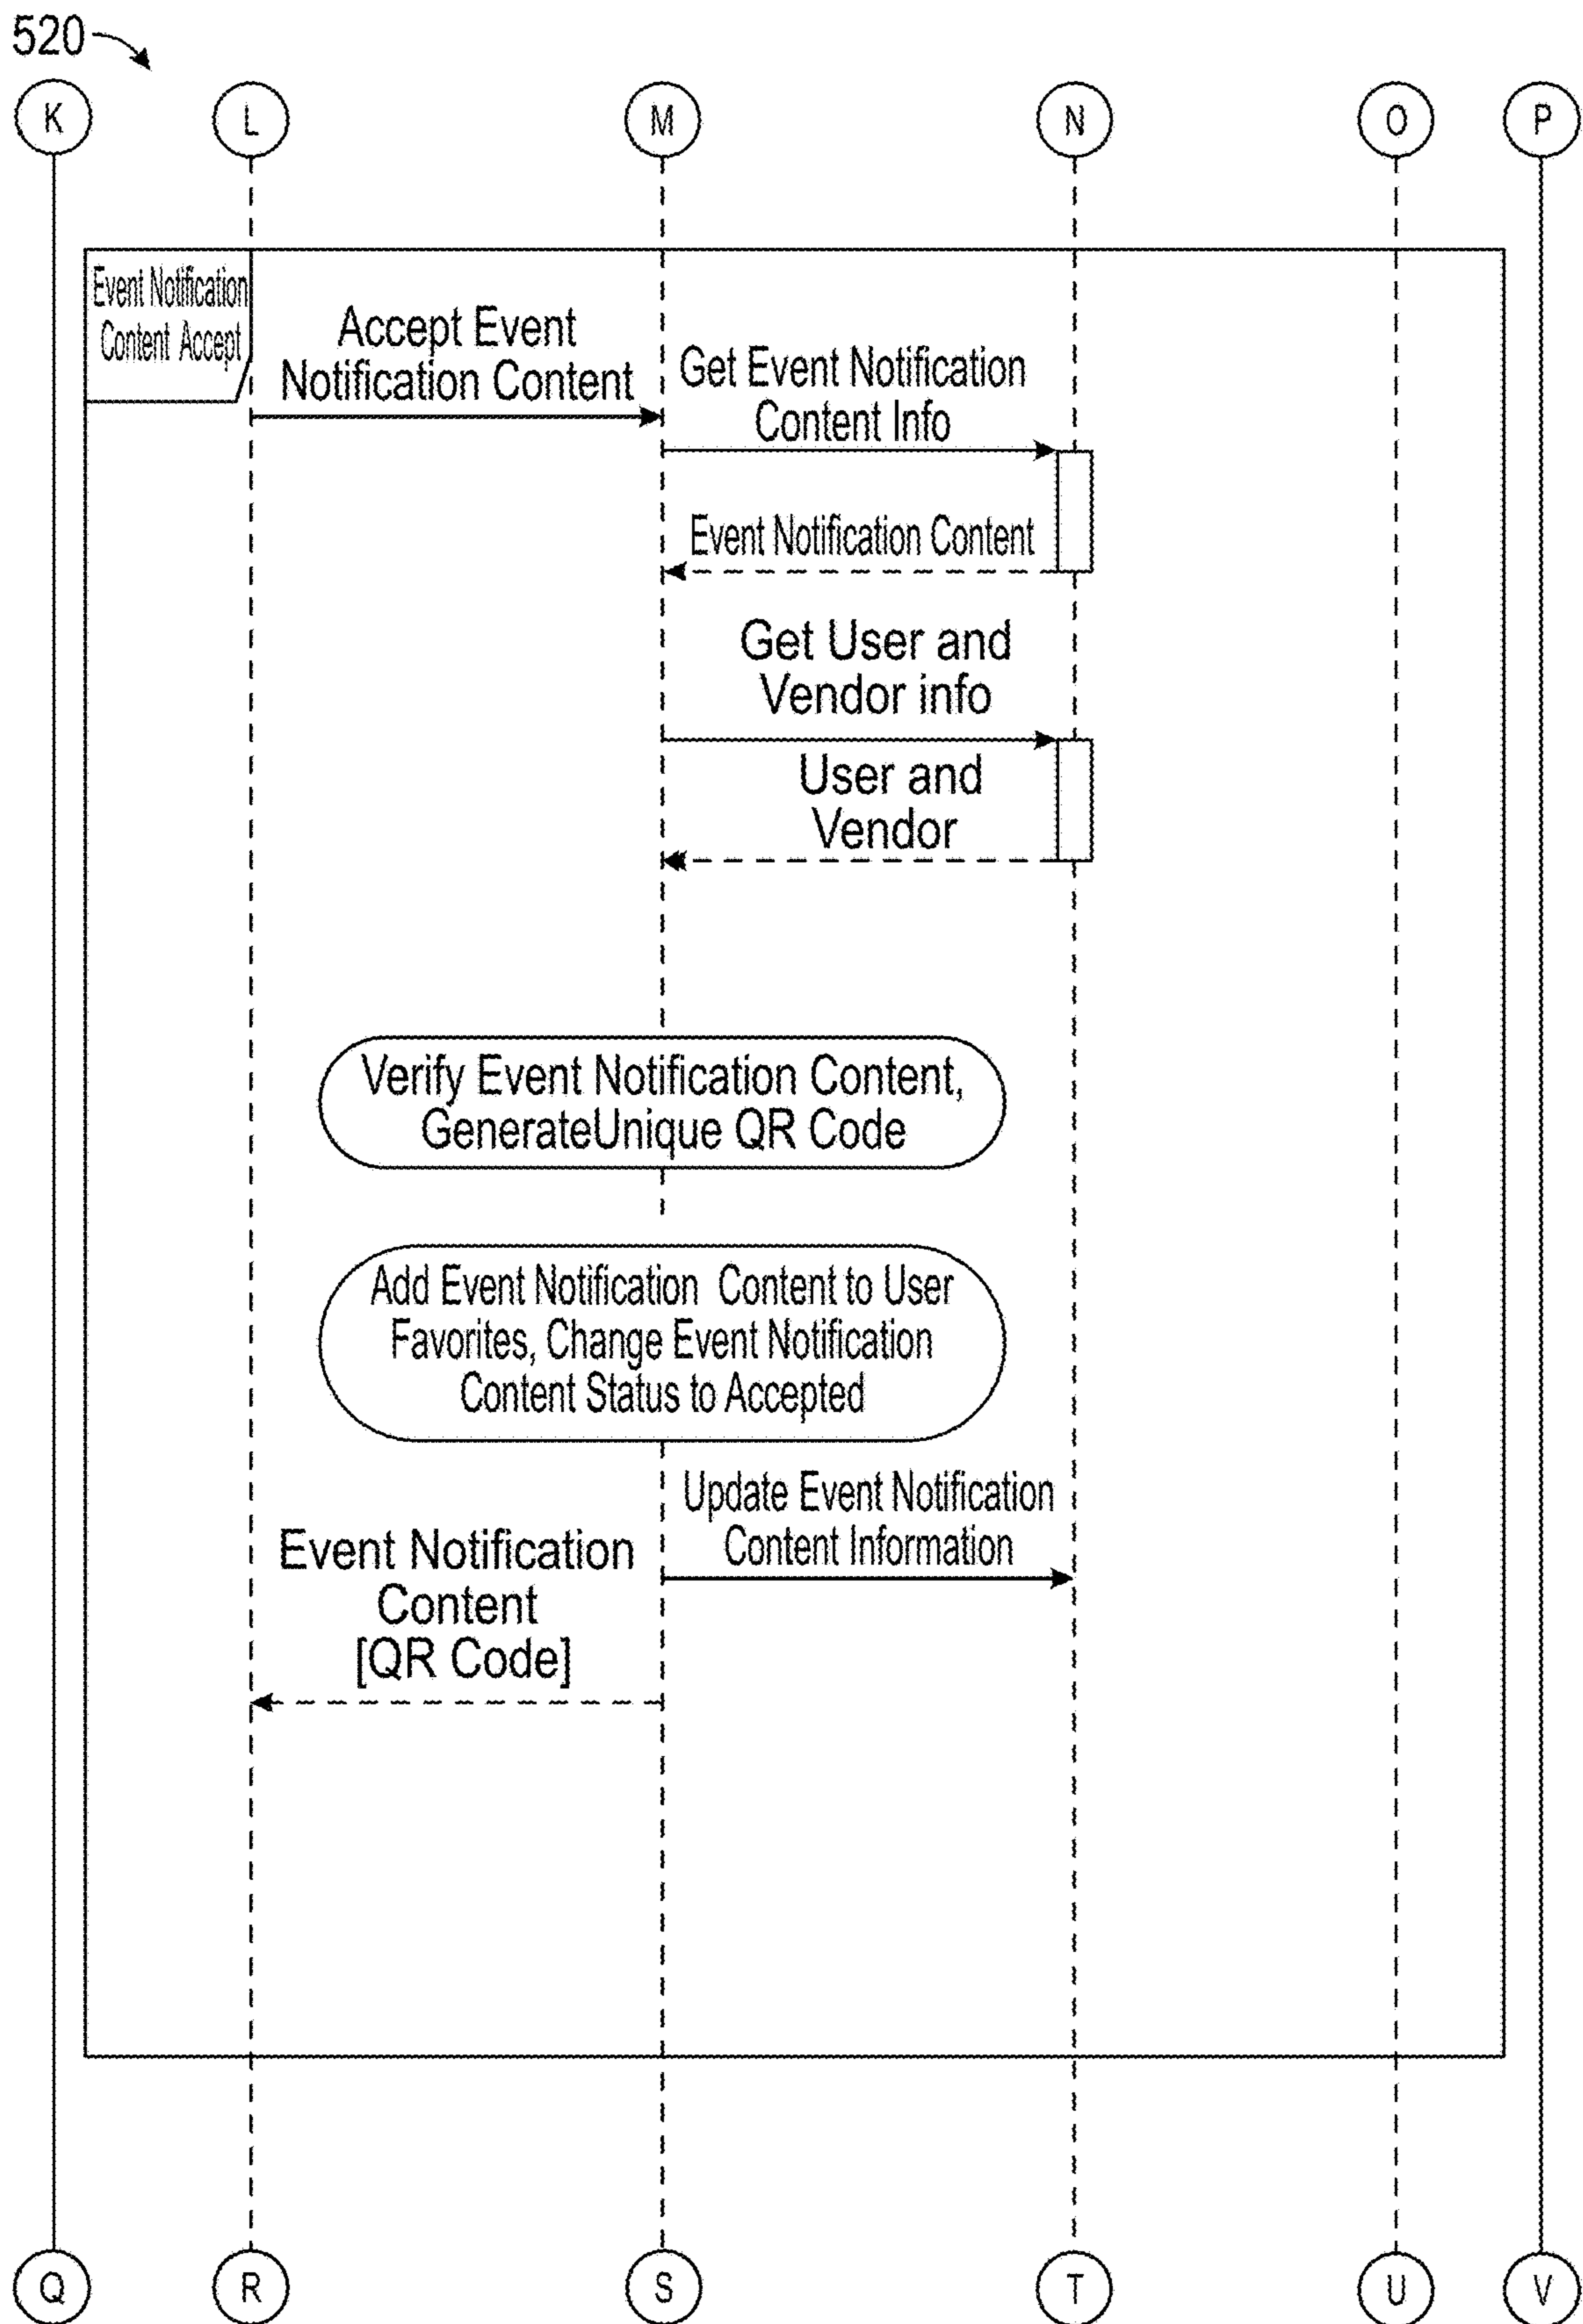 520
K
L
M
N
O
P
Event Notification
Content Accept
Accept Event
Notification Content
Get Event Notification
Content Info
Event Notification Content
Get User and
Vendor info
User and
Vendor
Verify Event Notification Content,
GenerateUnique QR Code
Add Event Notification Content to User
Favorites, Change Event Notification
Content Status to Accepted
Update Event Notification
Content Information
Event Notification
Content
[QR Code]
Q
R
S
T
U
V